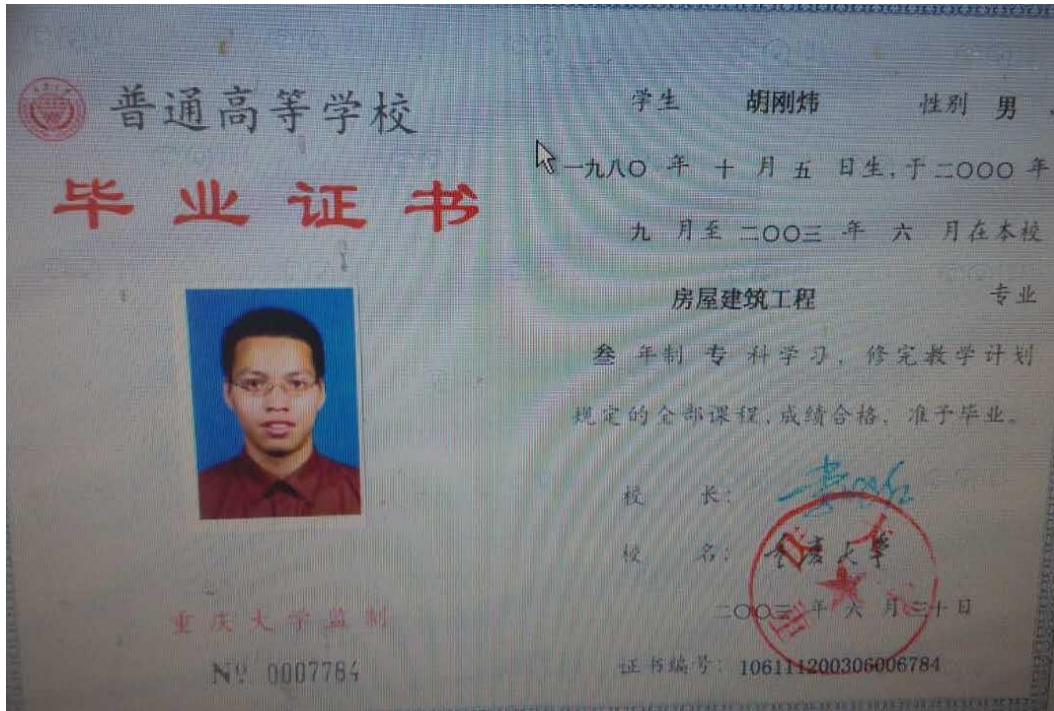 普通高等学校
毕业证书
重庆大学监制
Nº 0007784
学生 胡刚炜 性别 男
一九八〇 年 十 月 五 日生,于二〇〇〇 年
九 月至 二〇〇三 年 六 月在本校
房屋建筑工程 专业
叁 年制 专 科学习，修完教学计划
规定的全部课程,成绩合格，准予毕业。
校 长:
校 名: 重庆大学
二〇〇三 年 六 月 三十 日
证书编号: 106111200306006784